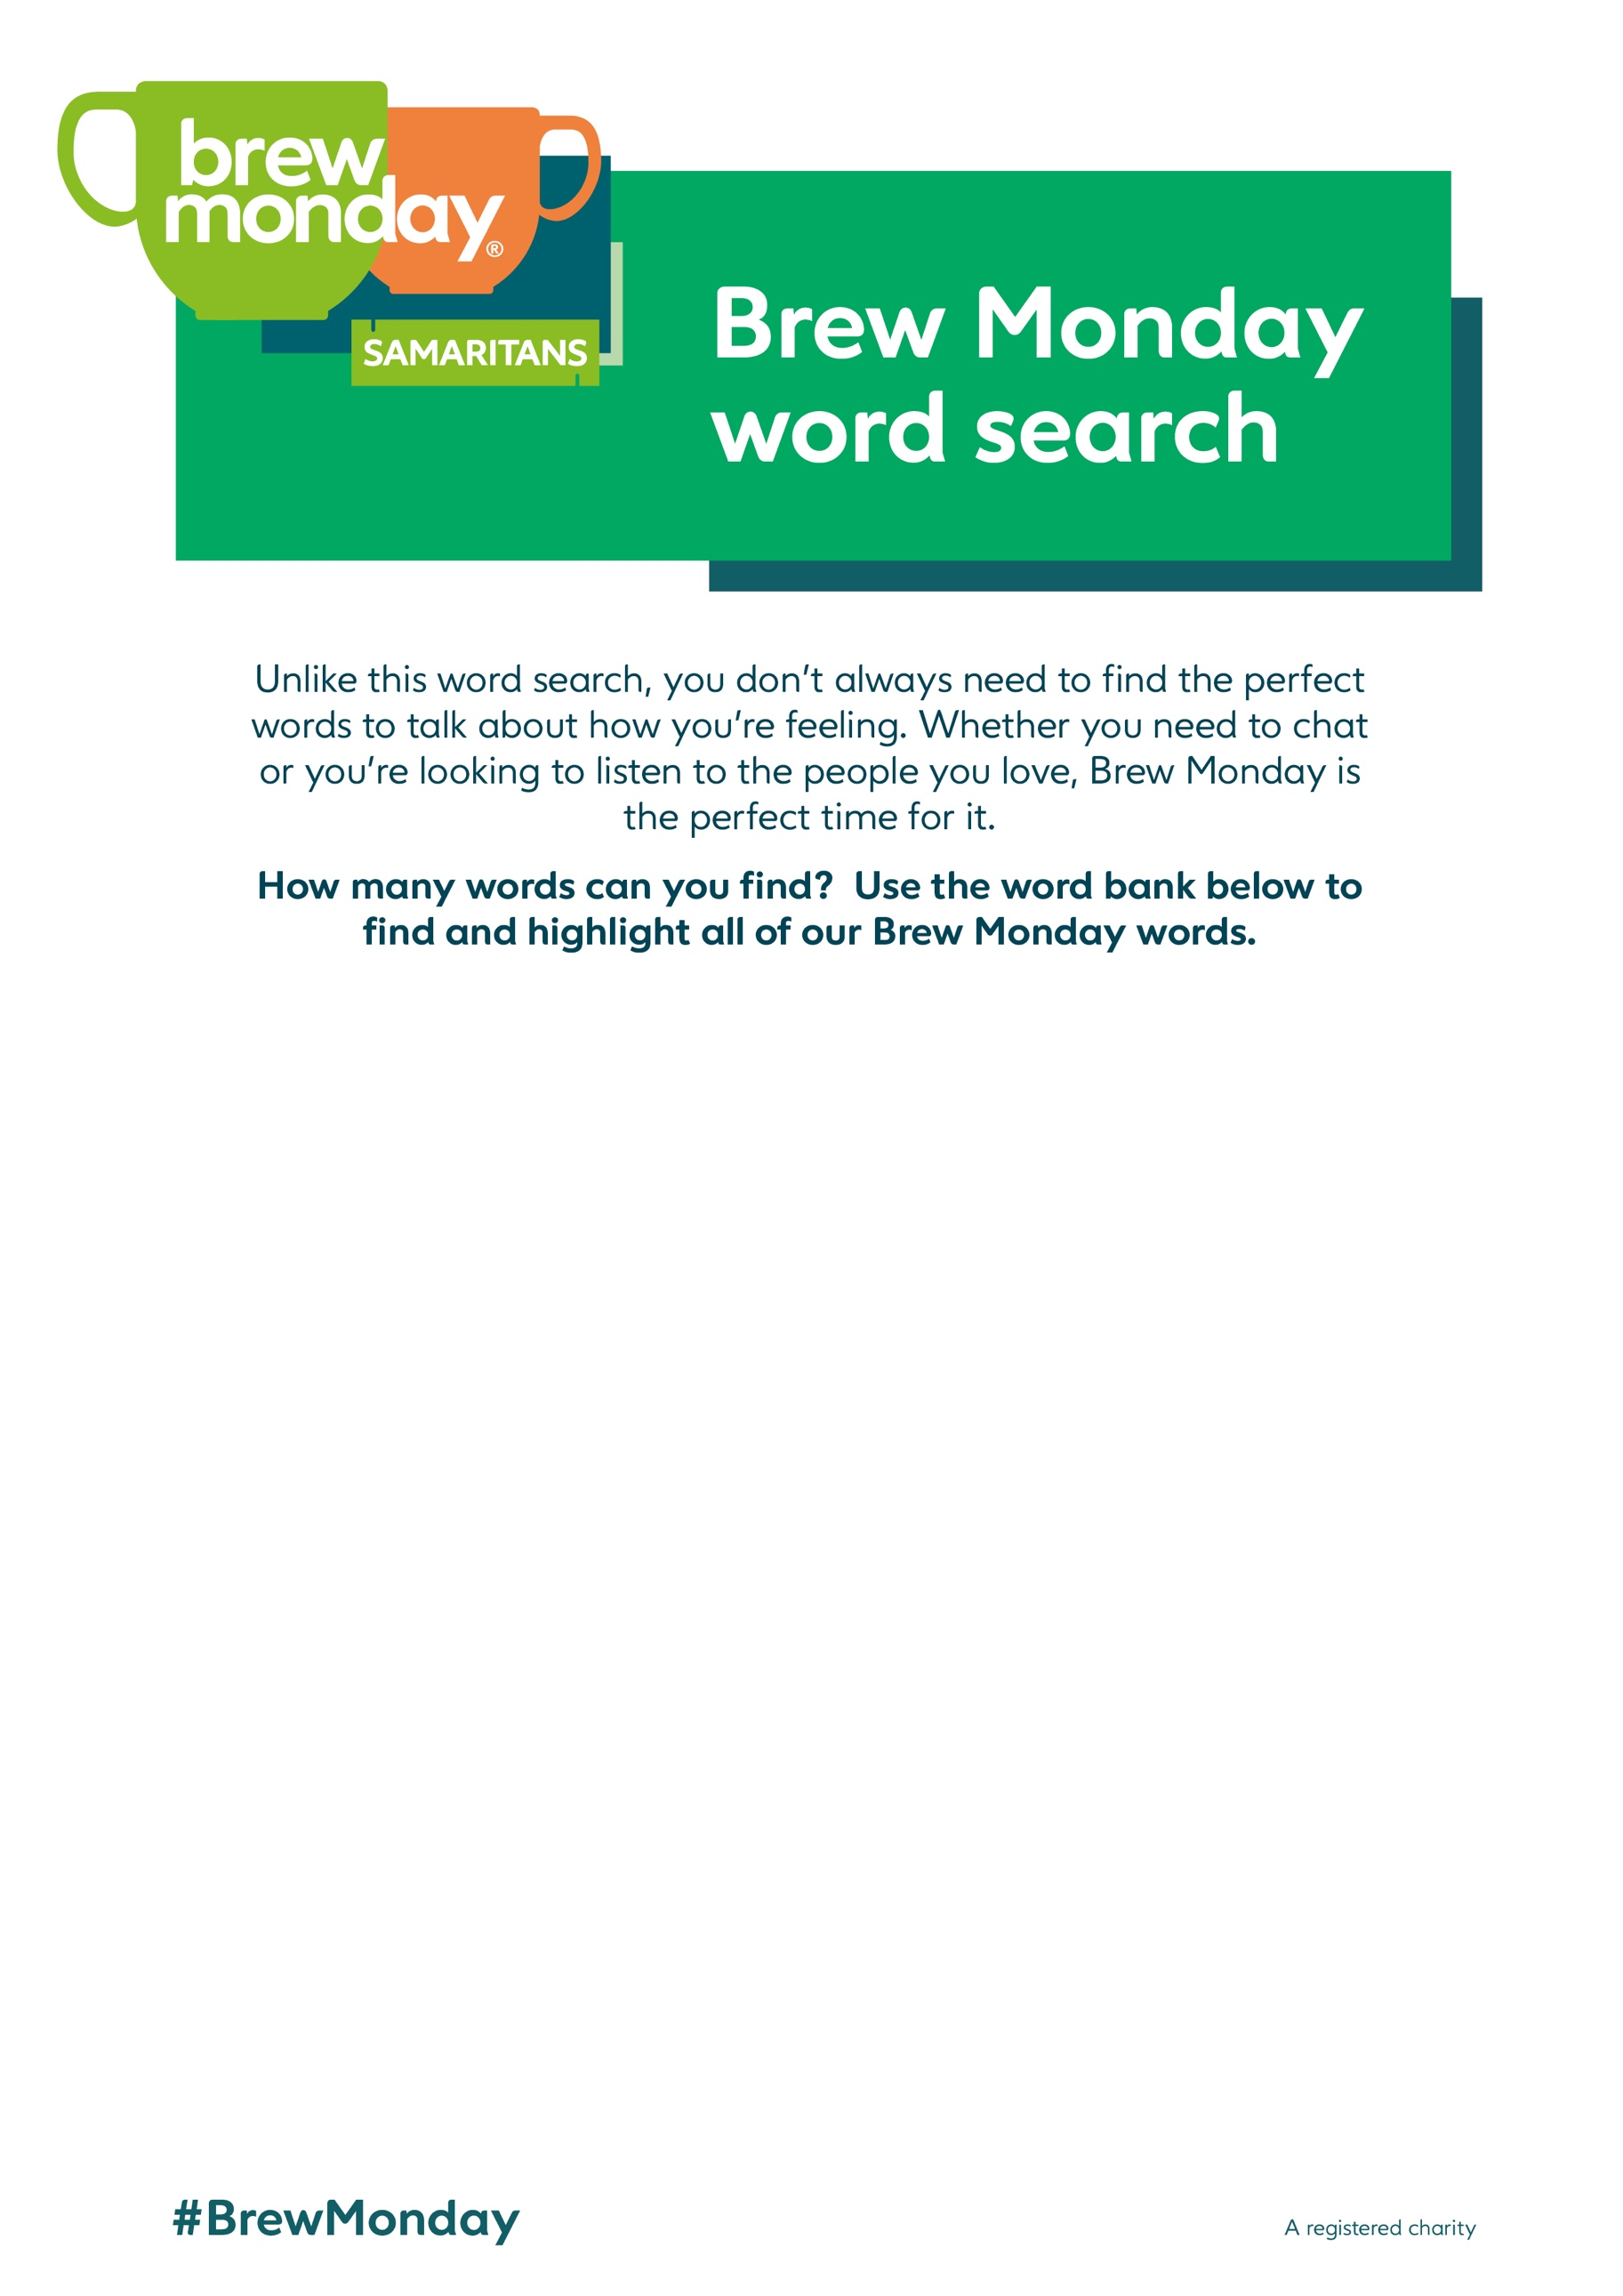 brew
monday®
SAMARITANS
Brew Monday
word search
Unlike this word search, you don’t always need to find the perfect
words to talk about how you’re feeling. Whether you need to chat
or you’re looking to listen to the people you love, Brew Monday is
the perfect time for it.
How many words can you find?  Use the word bank below to
find and highlight all of our Brew Monday words.
#BrewMonday
A registered charity